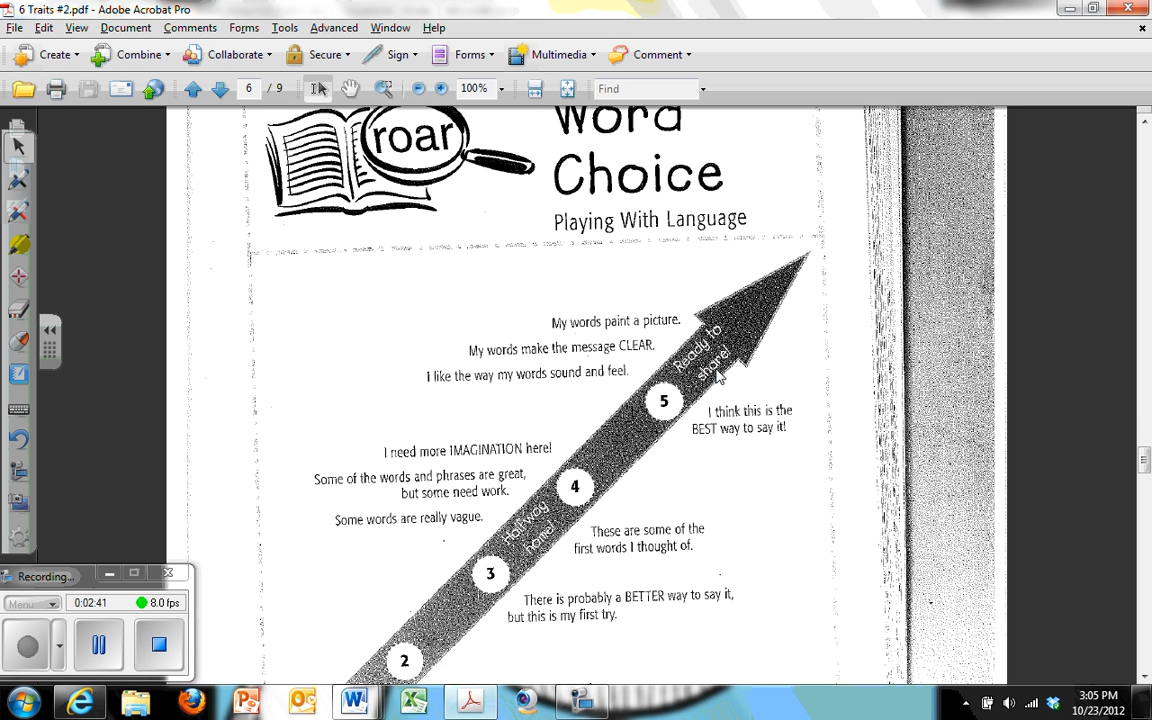 6 Traits #2.pdf - Adobe Acrobat Pro
File Edit View Document Comments Forms Tools Advanced Window Help
Create Combine Collaborate Secure Sign Forms Multimedia Comment
6 / 9 100% Find
roar
Word
Choice
Playing With Language
My words paint a picture.
My words make the message CLEAR.
I like the way my words sound and feel.
Ready to
share!
5
I think this is the
BEST way to say it!
I need more IMAGINATION here!
Some of the words and phrases are great,
but some need work.
Some words are really vague.
4
Halfway
home!
These are some of the
first words I thought of.
3
There is probably a BETTER way to say it,
but this is my first try.
2
Recording...
Menu 0:02:41 8.0 fps
3:05 PM
10/23/2012